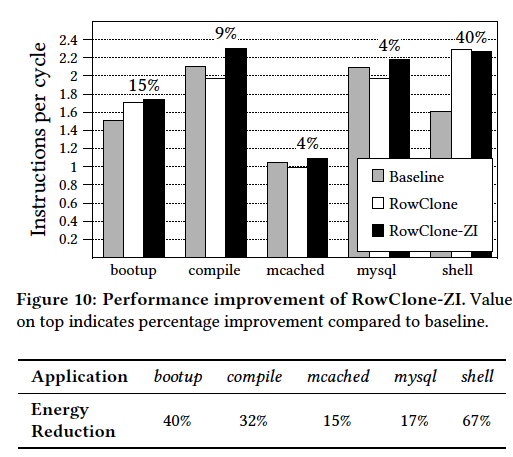 Instructions per cycle
2.4
2.2
2
1.8
1.6
1.4
1.2
1
0.8
0.6
0.4
0.2
15%
9%
4%
4%
40%
Baseline
RowClone
RowClone-ZI
bootup compile mcached mysql shell
Figure 10: Performance improvement of RowClone-ZI. Value
on top indicates percentage improvement compared to baseline.
Application bootup compile mcached mysql shell
Energy
Reduction 40% 32% 15% 17% 67%